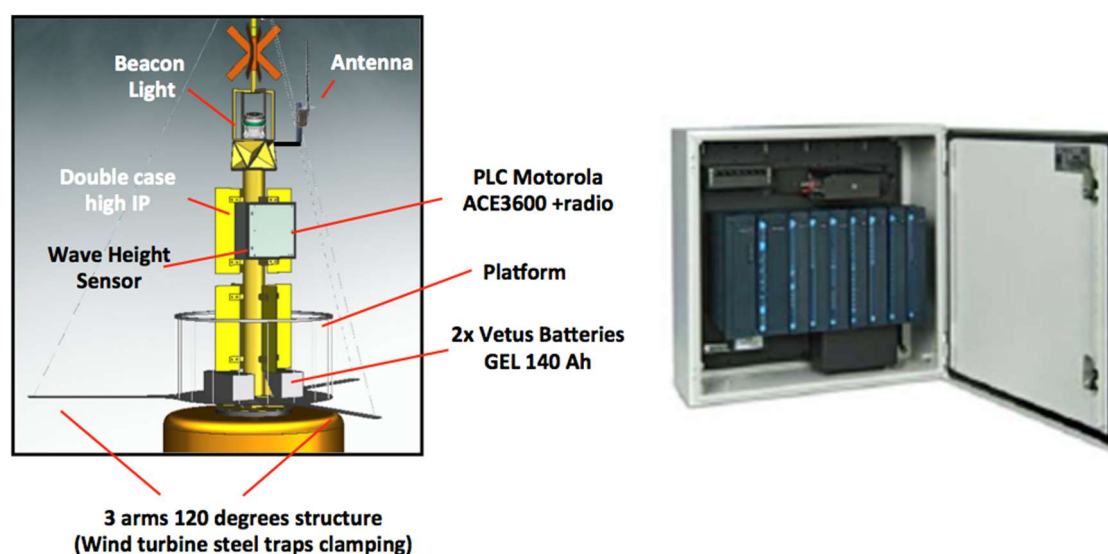 Beacon
Light
Antenna
Double case
high IP
PLC Motorola
ACE3600 +radio
Wave Height
Sensor
Platform
2x Vetus Batteries
GEL 140 Ah
3 arms 120 degrees structure
(Wind turbine steel traps clamping)